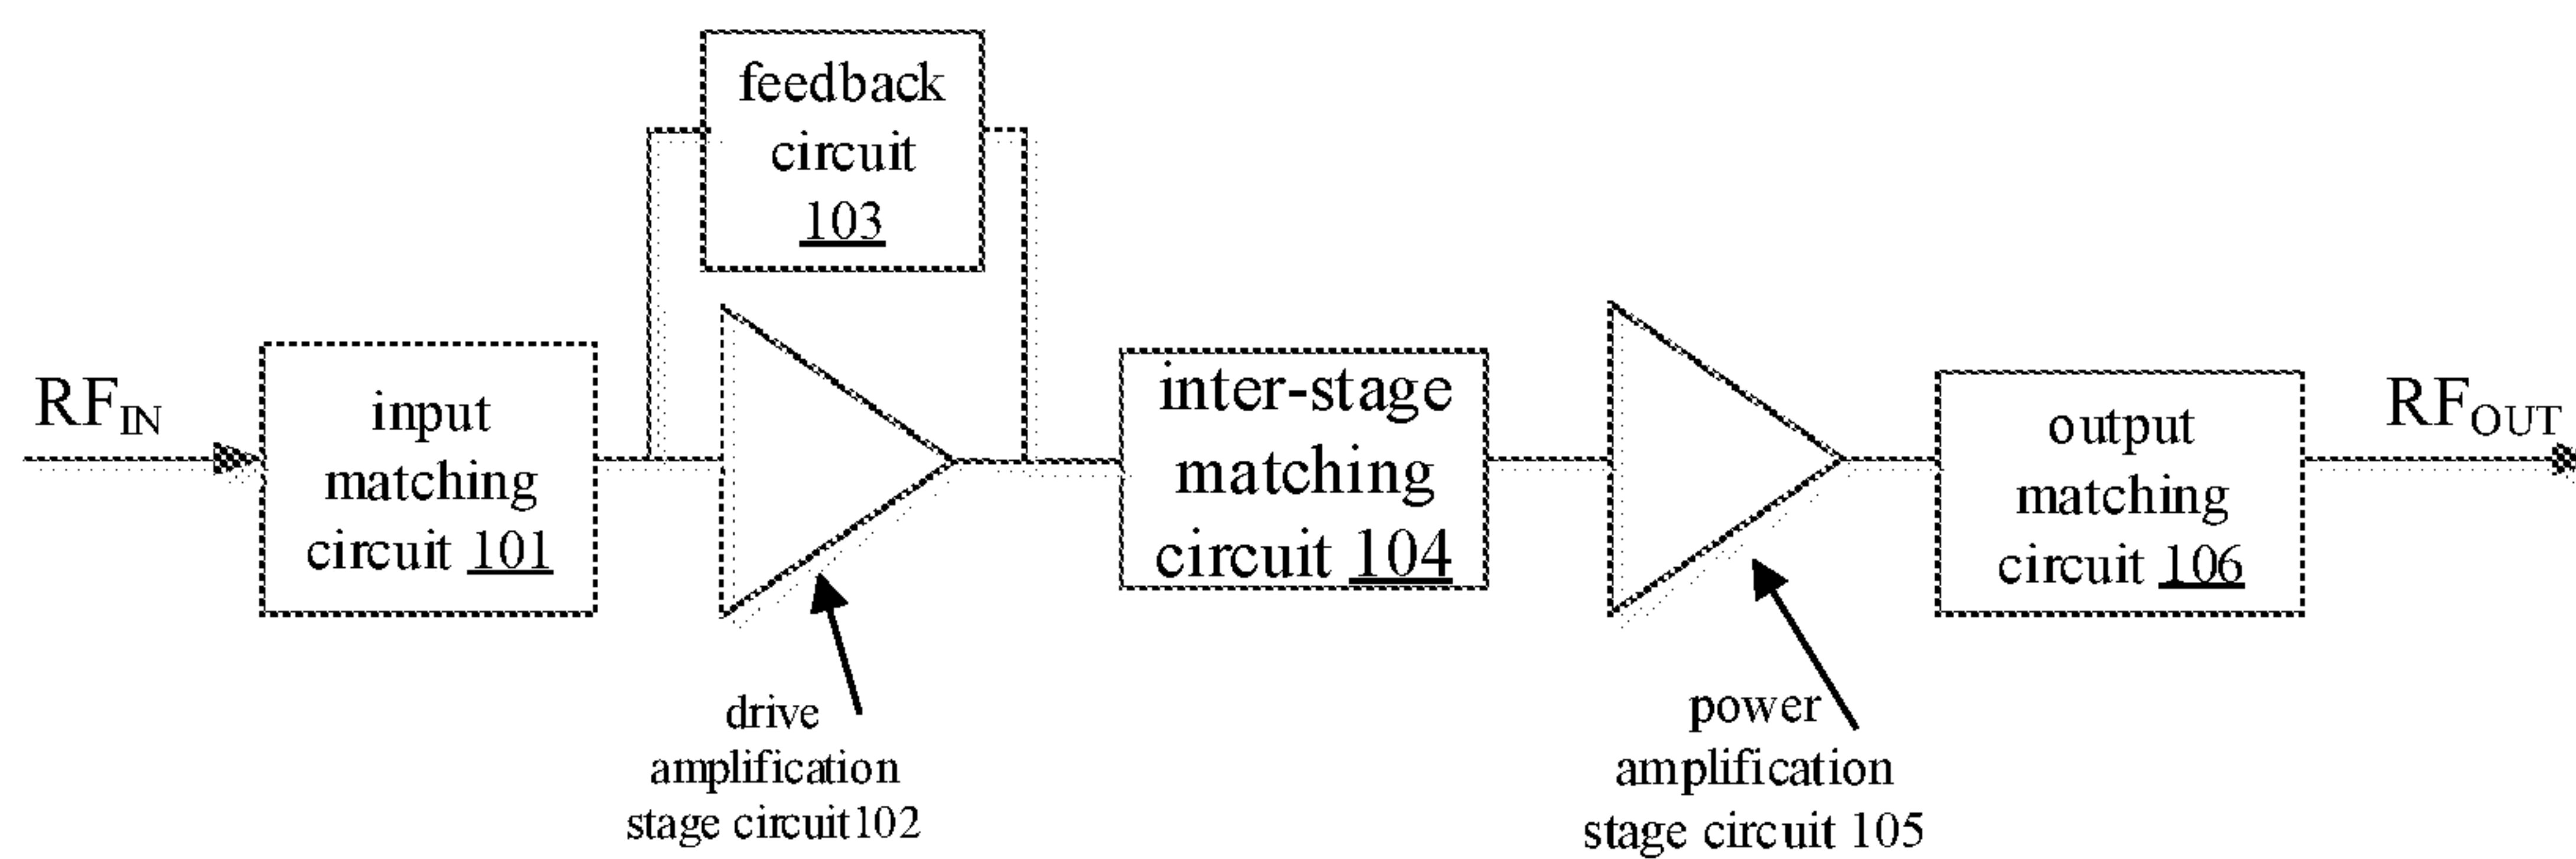 feedback
circuit
103
RFIN
input
matching
circuit 101
inter-stage
matching
circuit 104
output
matching
circuit 106
RFOUT
drive
amplification
stage circuit102
power
amplification
stage circuit 105